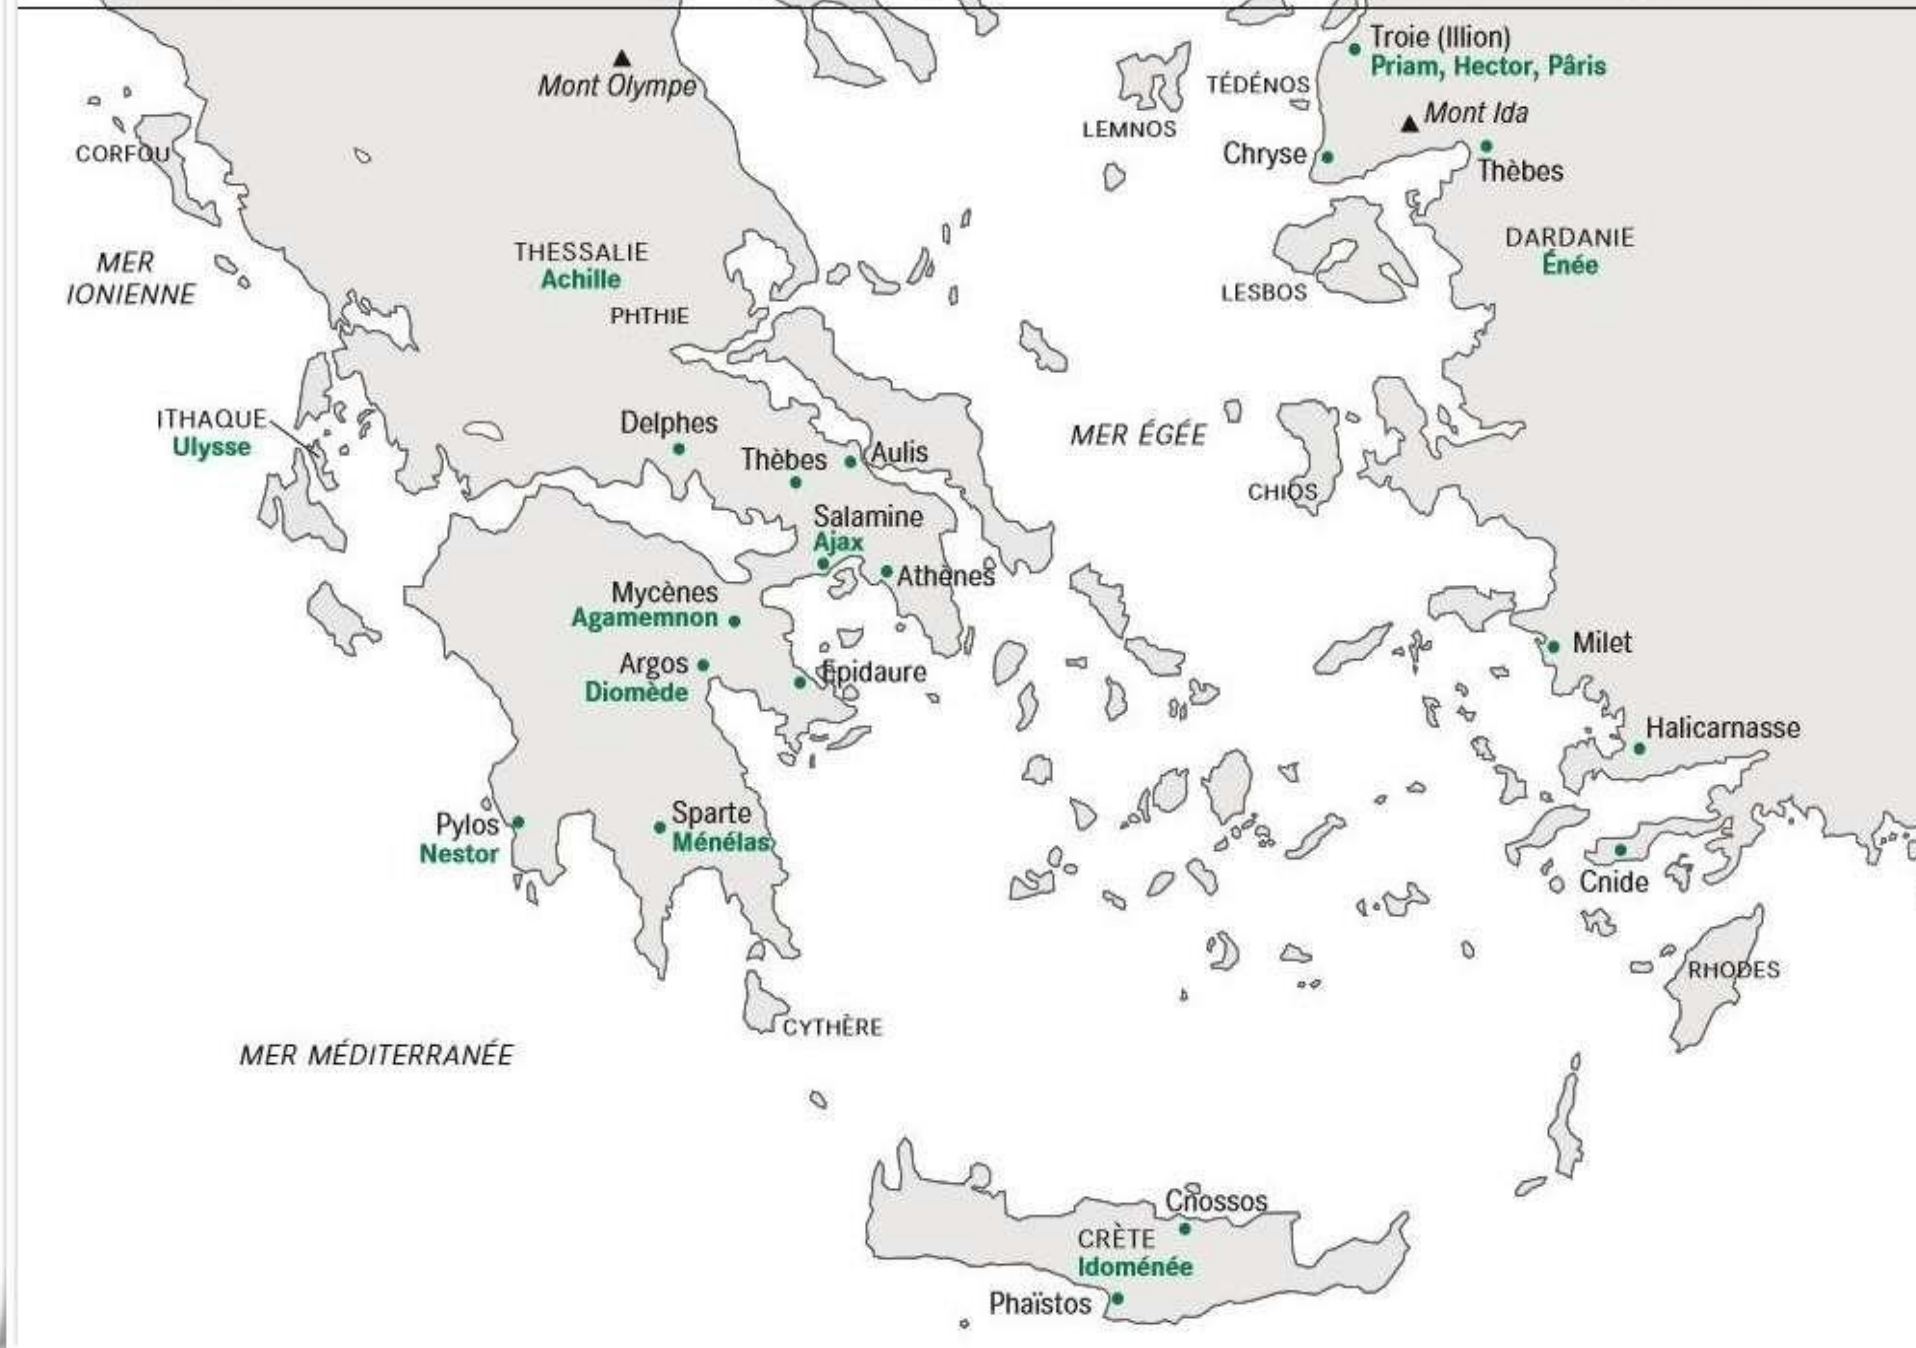 Troie (Illion)
Priam, Hector, Pâris
Mont Olympe
TÉDÉNOS
Mont Ida
LEMNOS
CORFOU
Chryse
Thèbes
THESSALIE
Achille
DARDANIE
Énée
MER
IONIENNE
LESBOS
PHTHIE
ITHAQUE
Ulysse
Delphes
MER ÉGÉE
Thèbes
Aulis
CHIOS
Salamine
Ajax
Athènes
Mycènes
Agamemnon
Milet
Argos
Diomède
Epidaure
Halicarnasse
Pylos
Nestor
Sparte
Ménélas
Cnide
RHODES
CYTHÈRE
MER MÉDITERRANÉE
Cnossos
CRÈTE
Idoménée
Phaïstos